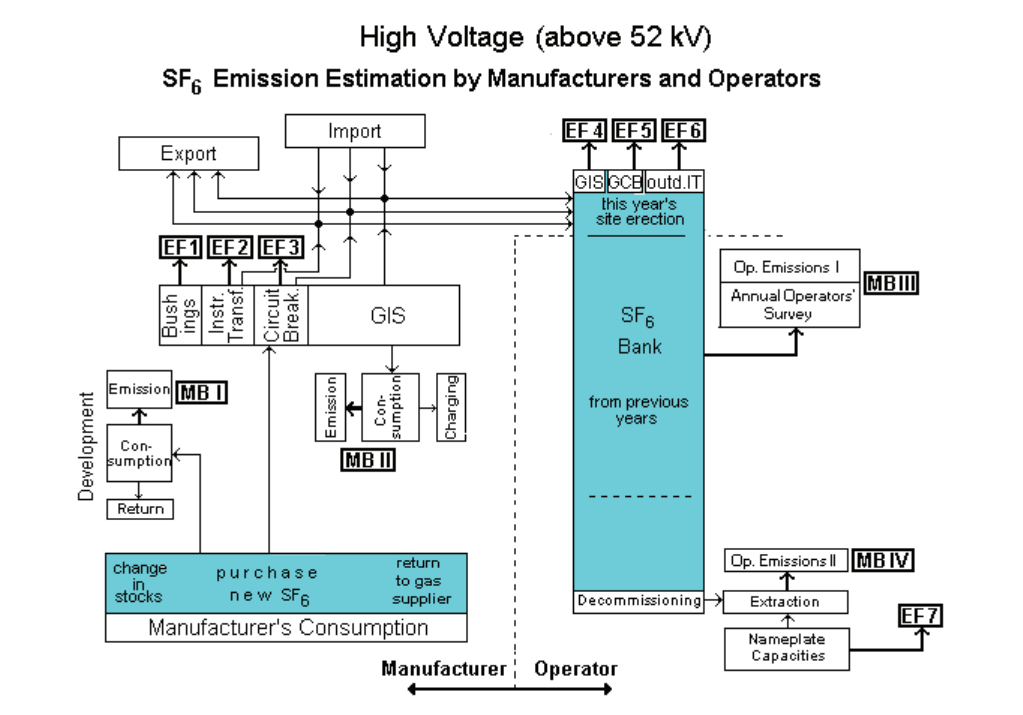 High Voltage (above 52 kV)
SF6 Emission Estimation by Manufacturers and Operators
Export
Import
EF4
EF5
EF6
GIS
GCB
outd.IT
this year's
site erection
EF1
EF2
EF3
Bush
ings
Instr.
Transf.
Circuit
Break.
GIS
SF6
Bank
from previous
years
Op. Emissions I
Annual Operators'
Survey
MB III
Development
Emission
MB I
Con-
sumption
Return
Emission
Con-
sumption
Charging
MB II
change
in
stocks
purchase
new SF6
return
to gas
supplier
Manufacturer's Consumption
Decommissioning
Op. Emissions II
MB IV
Extraction
Nameplate
Capacities
EF7
Manufacturer
Operator